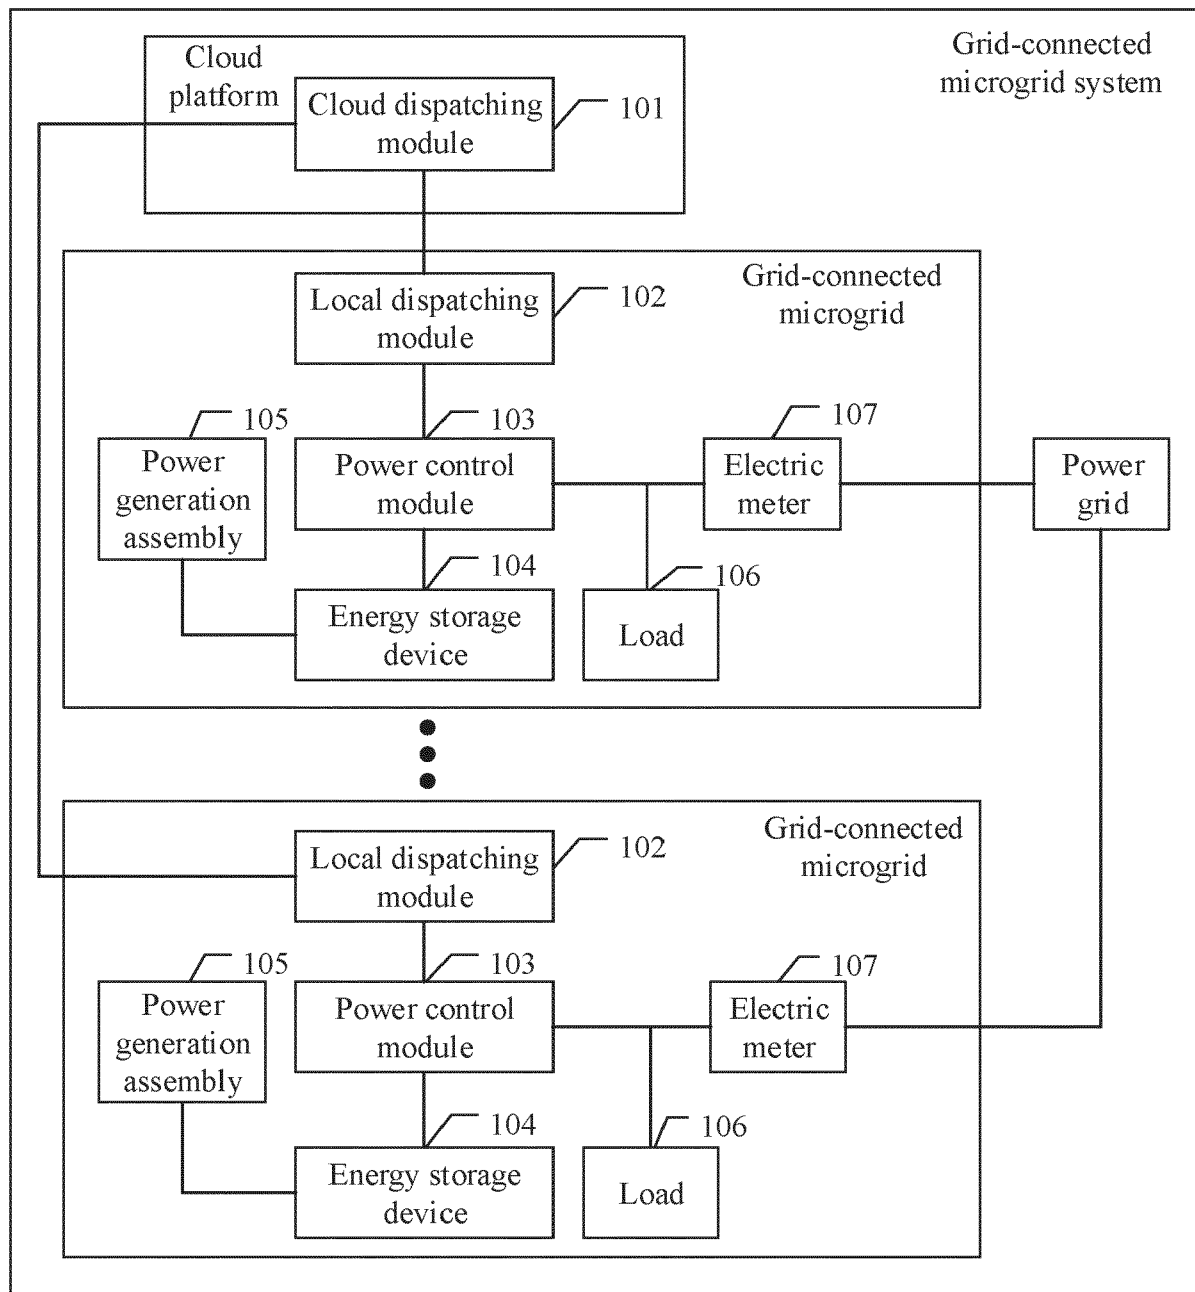 Grid-connected
microgrid system
Cloud
platform
Cloud dispatching
module
101
Grid-connected
microgrid
Local dispatching
module
102
105
Power
generation
assembly
103
Power control
module
107
Electric
meter
Power
grid
104
Energy storage
device
106
Load
Grid-connected
microgrid
Local dispatching
module
102
105
Power
generation
assembly
103
Power control
module
107
Electric
meter
104
Energy storage
device
106
Load